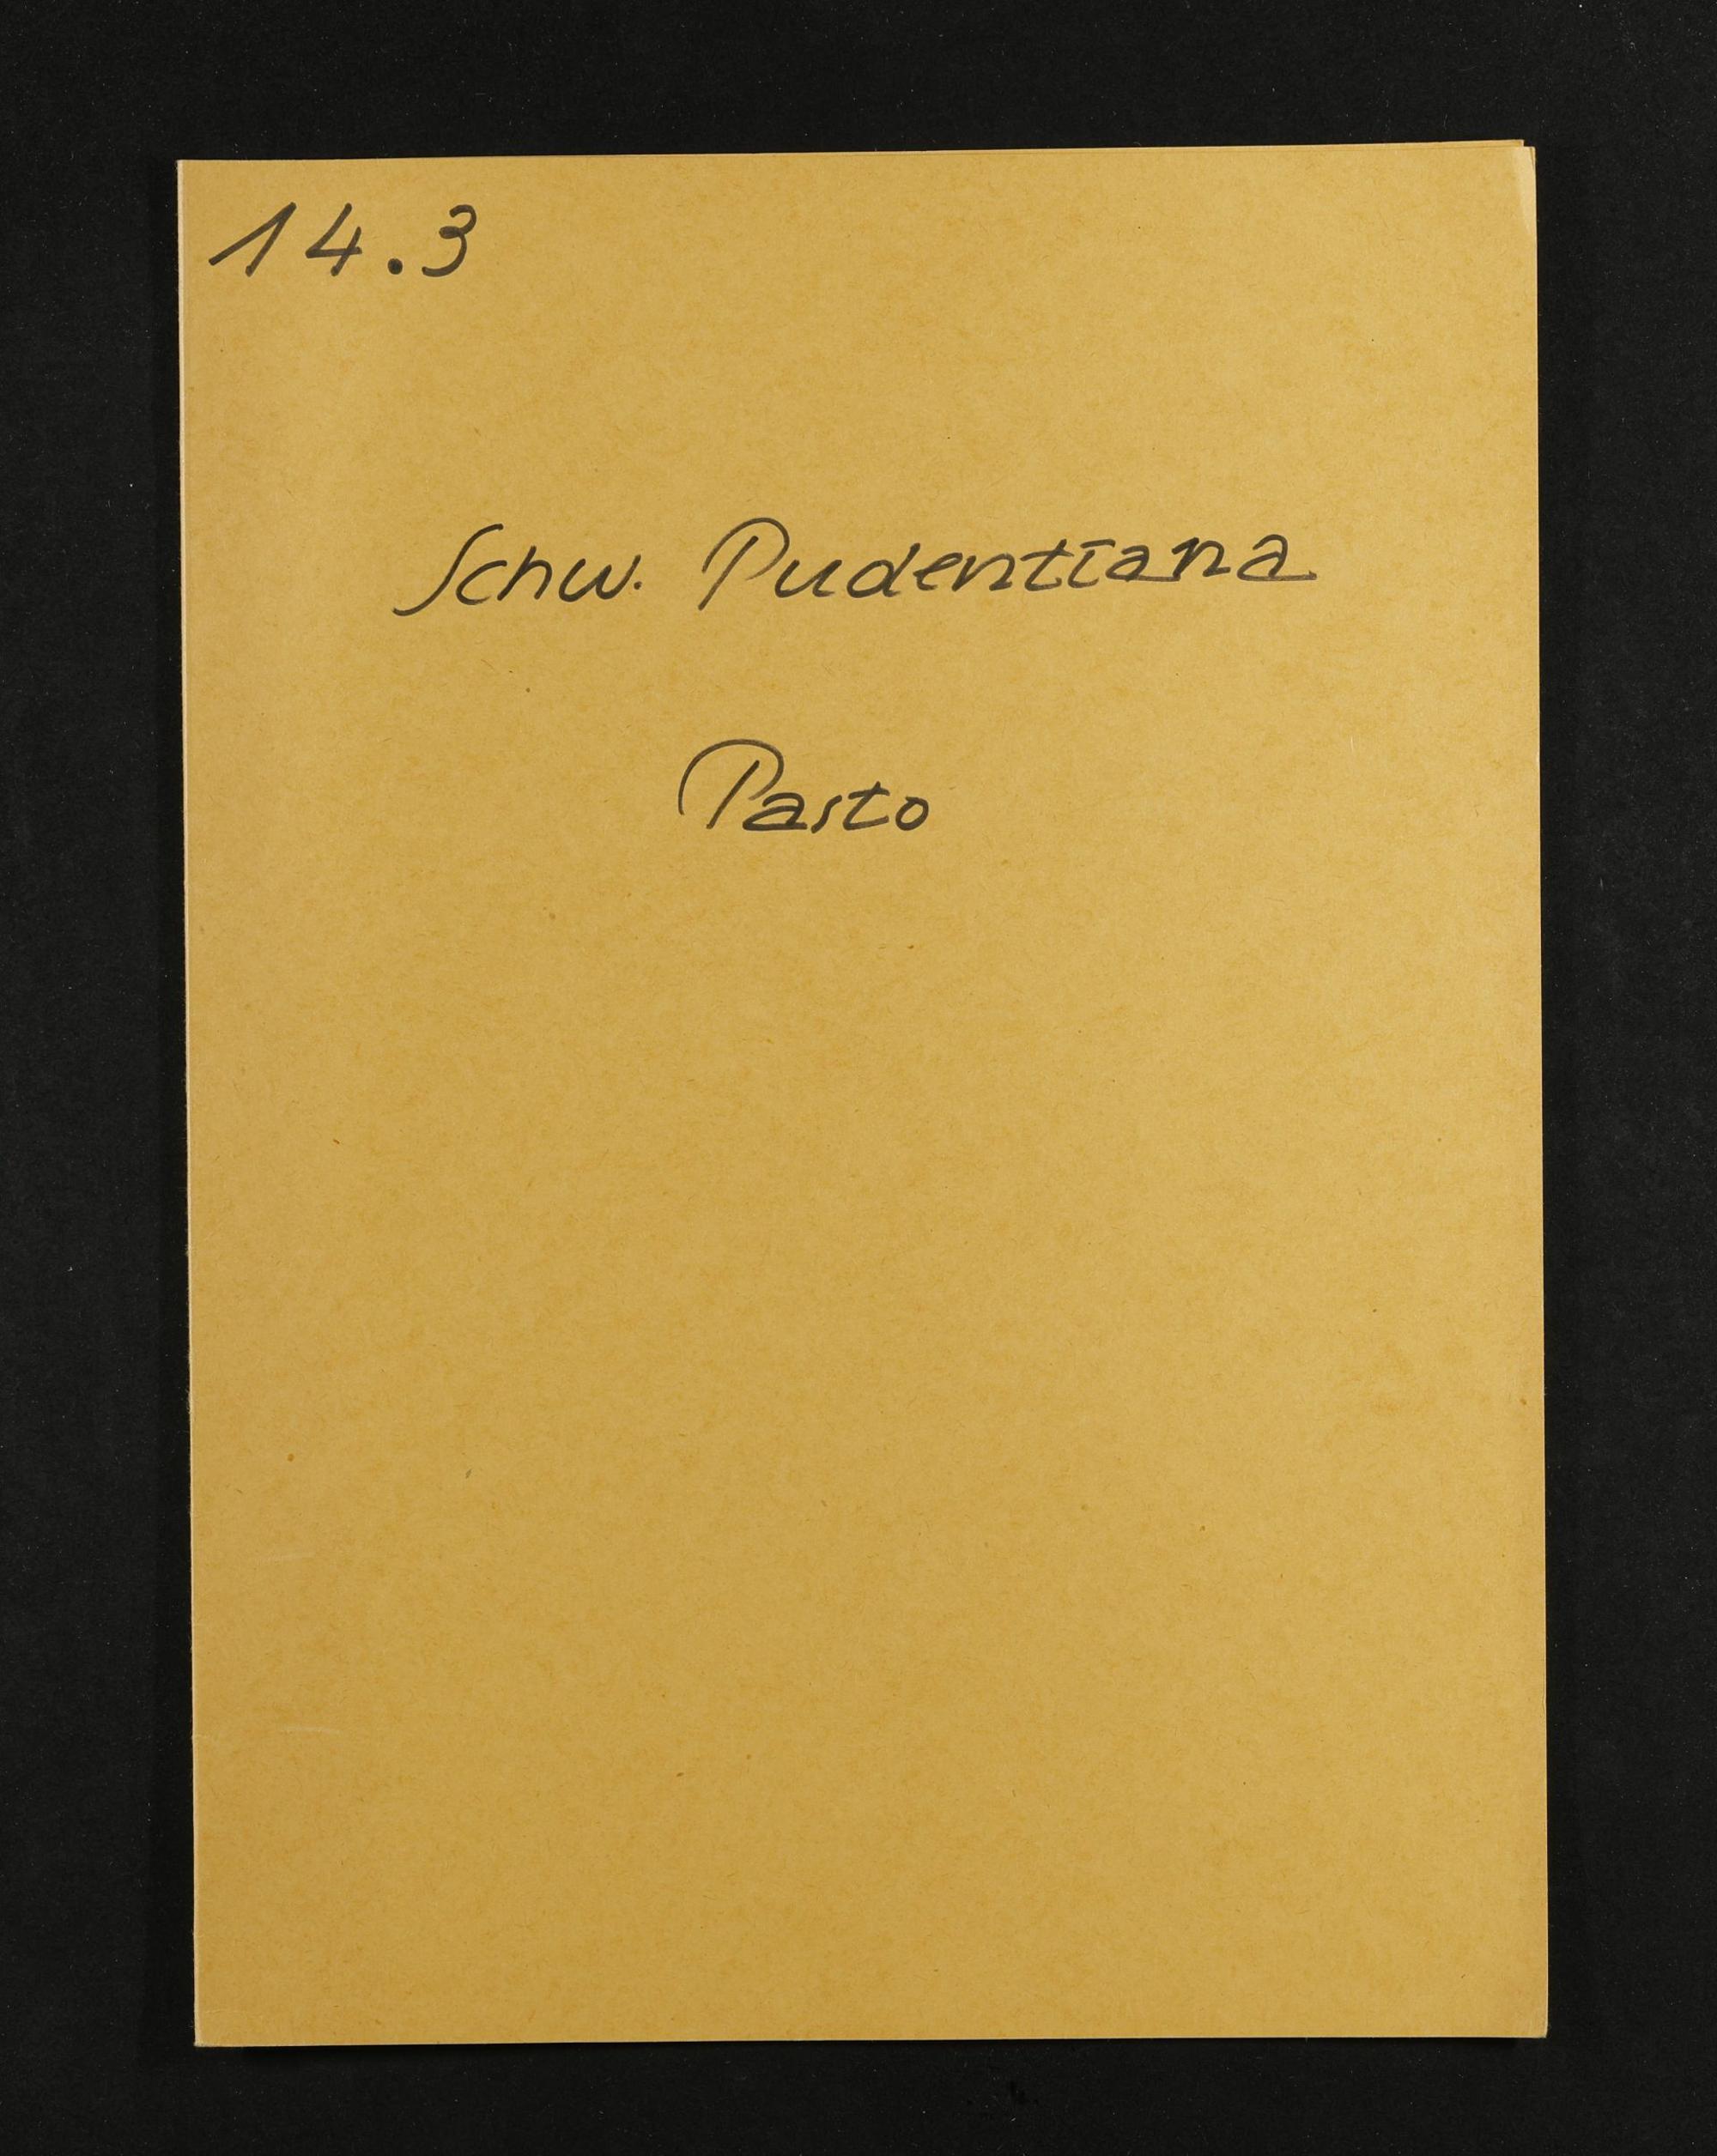 14.3
Schw. Pudentiana
Pasto